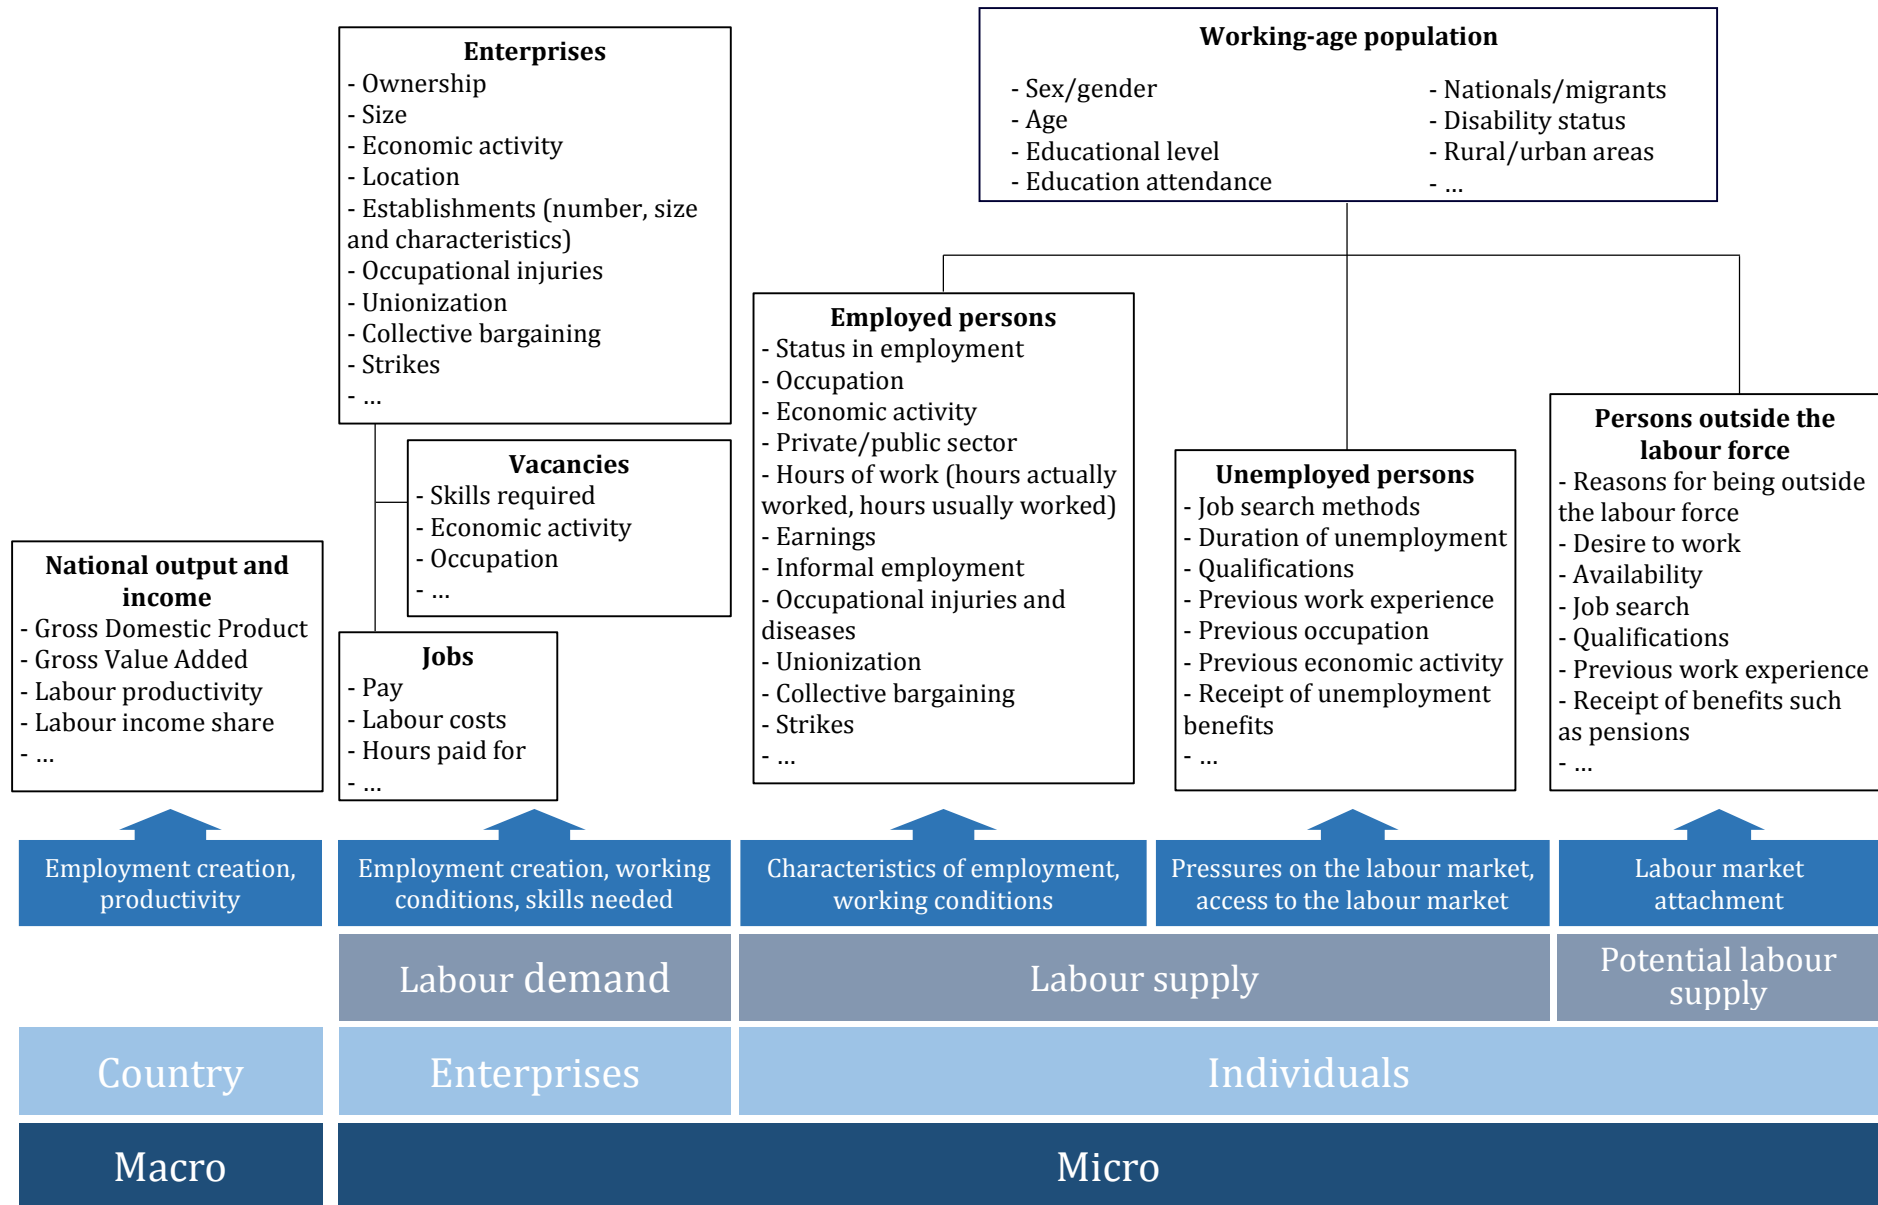 Enterprises
- Ownership
- Size
- Economic activity
- Location
- Establishments (number, size
and characteristics)
- Occupational injuries
- Unionization
- Collective bargaining
- Strikes
- ...
Working-age population
- Sex/gender
- Age
- Educational level
- Education attendance
- Nationals/migrants
- Disability status
- Rural/urban areas
- ...
Vacancies
- Skills required
- Economic activity
- Occupation
- ...
National output and
income
- Gross Domestic Product
- Gross Value Added
- Labour productivity
- Labour income share
- ...
Jobs
- Pay
- Labour costs
- Hours paid for
- ...
Employed persons
- Status in employment
- Occupation
- Economic activity
- Private/public sector
- Hours of work (hours actually
worked, hours usually worked)
- Earnings
- Informal employment
- Occupational injuries and
diseases
- Unionization
- Collective bargaining
- Strikes
- ...
Unemployed persons
- Job search methods
- Duration of unemployment
- Qualifications
- Previous work experience
- Previous occupation
- Previous economic activity
- Receipt of unemployment
benefits
- ...
Persons outside the
labour force
- Reasons for being outside
the labour force
- Desire to work
- Availability
- Job search
- Qualifications
- Previous work experience
- Receipt of benefits such
as pensions
- ...
Employment creation,
productivity
Employment creation, working
conditions, skills needed
Characteristics of employment,
working conditions
Pressures on the labour market,
access to the labour market
Labour market
attachment
Labour demand
Labour supply
Potential labour
supply
Country
Enterprises
Individuals
Macro
Micro